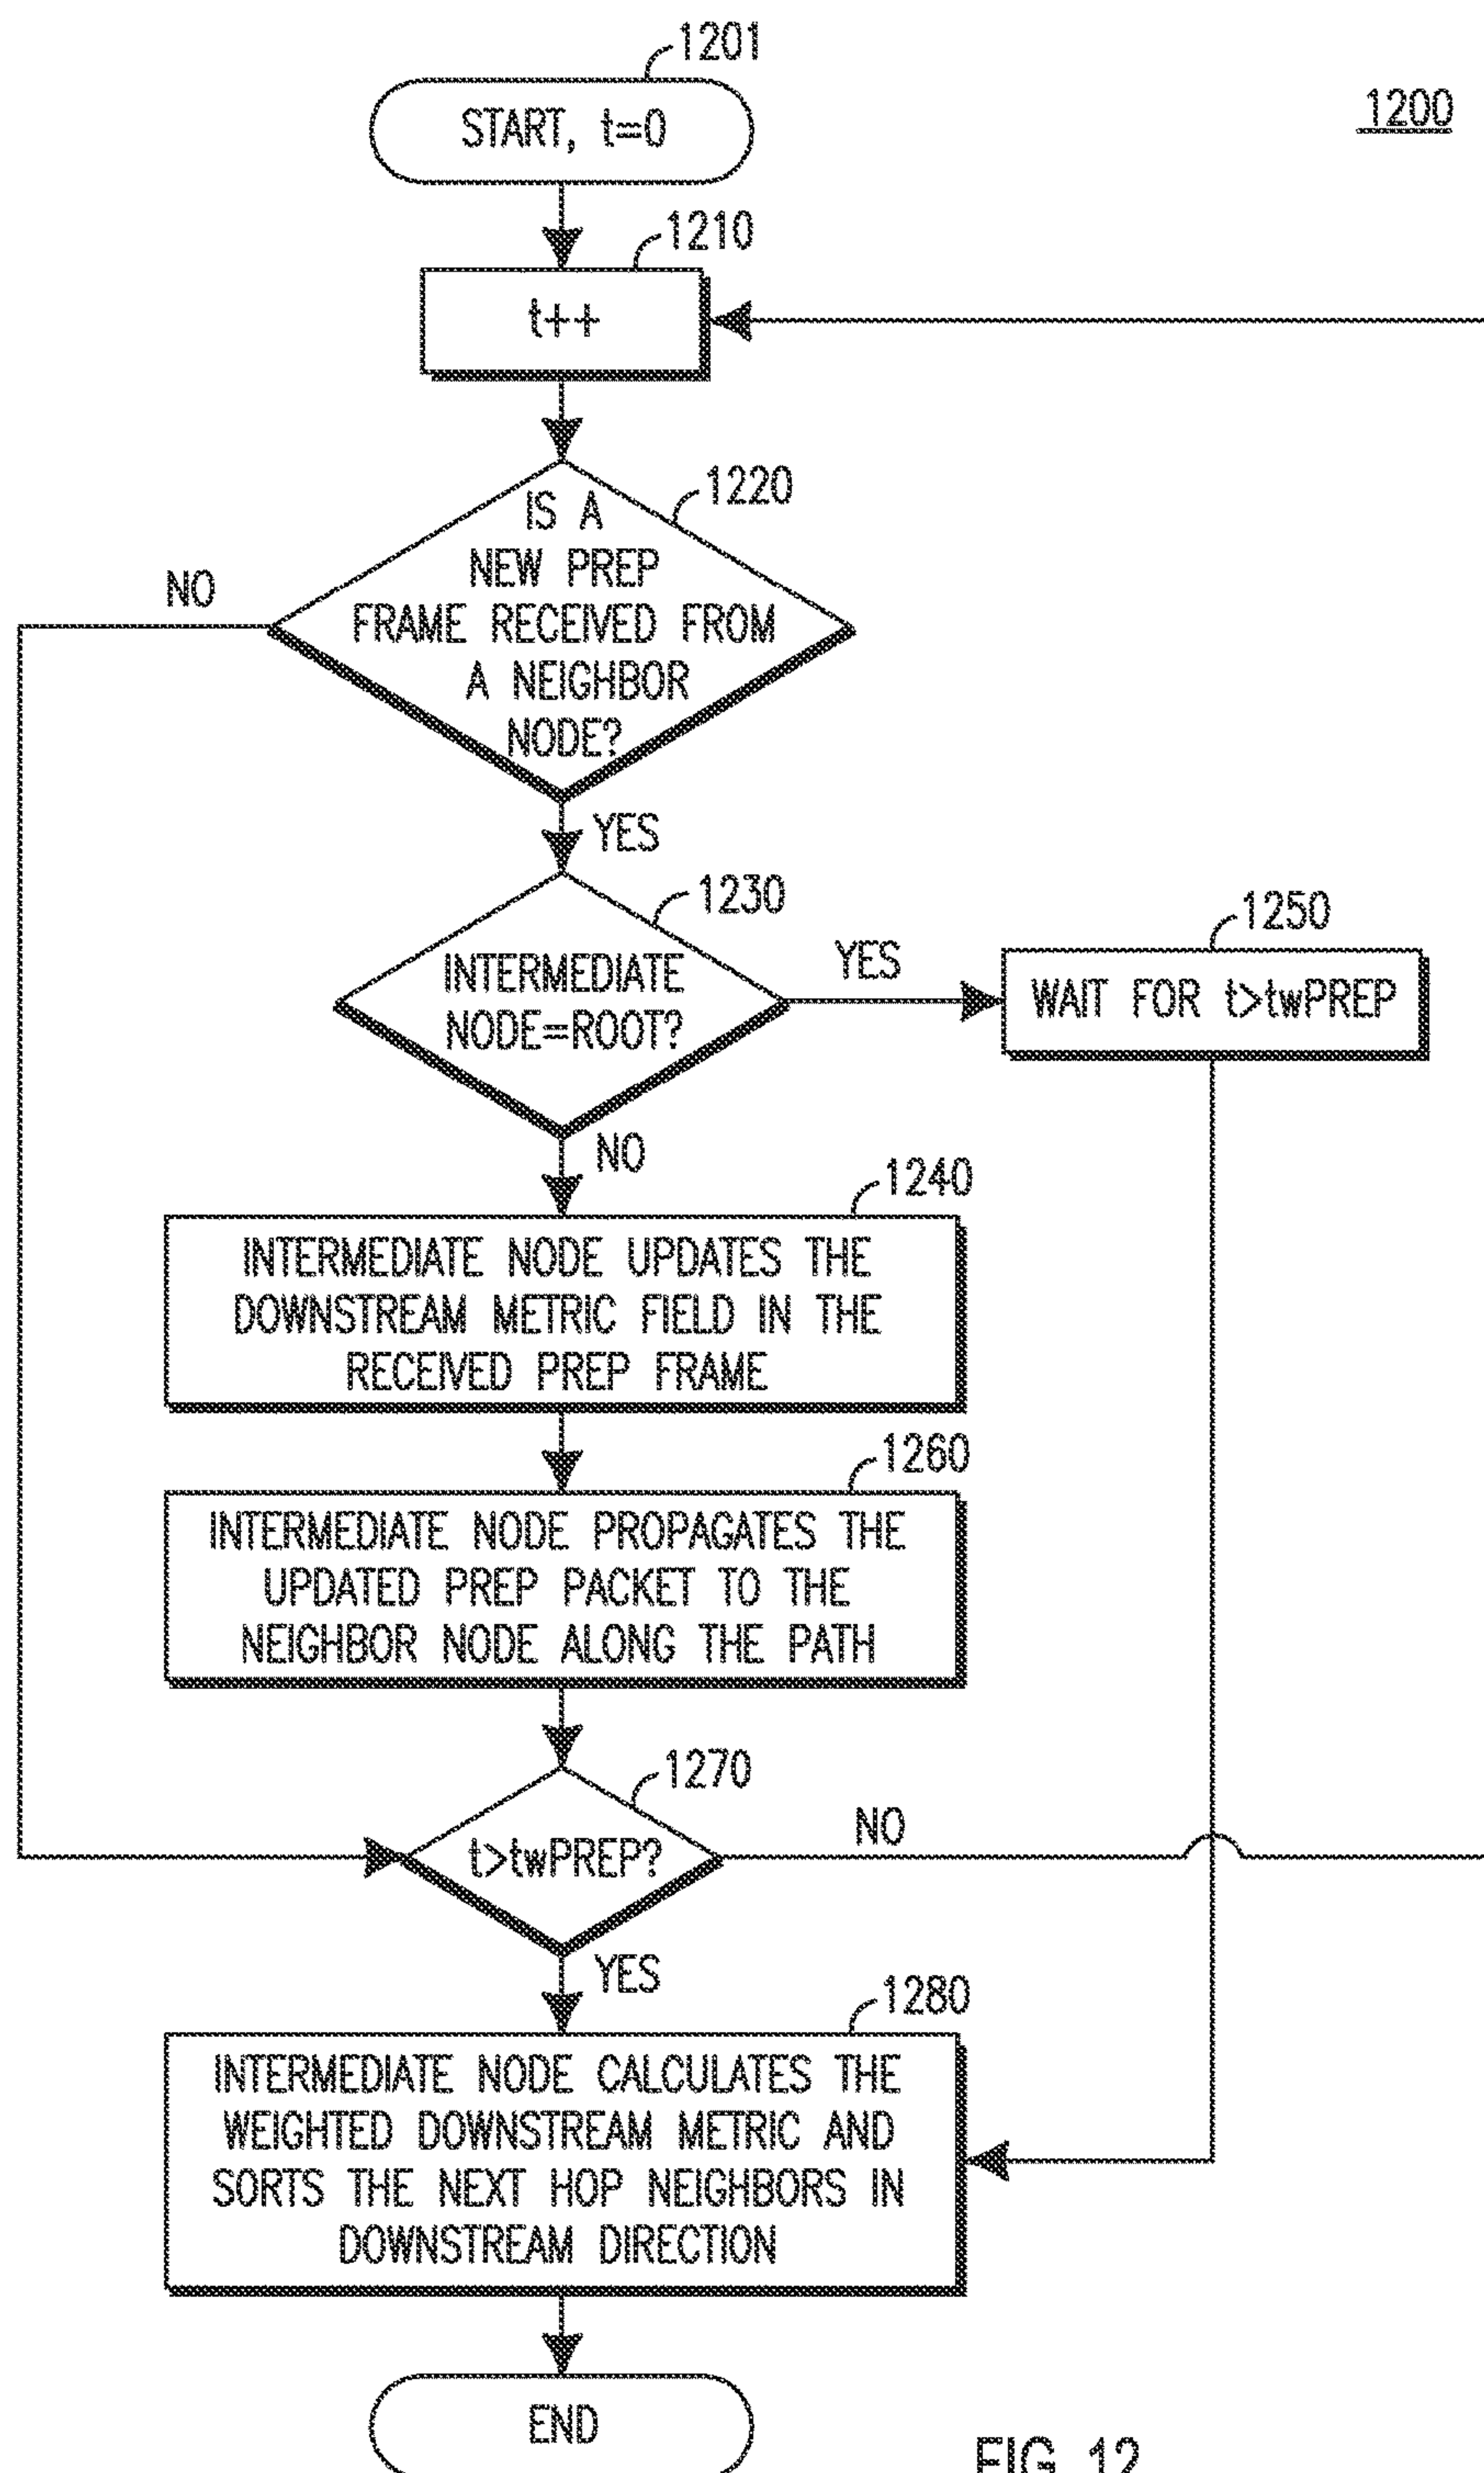 1201
START, t=0
1200
1210
t++
1220
IS A
NEW PREP
FRAME RECEIVED FROM
A NEIGHBOR
NODE?
NO
YES
1230
INTERMEDIATE
NODE=ROOT?
YES
1250
WAIT FOR t>twPREP
NO
1240
INTERMEDIATE NODE UPDATES THE
DOWNSTREAM METRIC FIELD IN THE
RECEIVED PREP FRAME
1260
INTERMEDIATE NODE PROPAGATES THE
UPDATED PREP PACKET TO THE
NEIGHBOR NODE ALONG THE PATH
1270
t>twPREP?
NO
YES
1280
INTERMEDIATE NODE CALCULATES THE
WEIGHTED DOWNSTREAM METRIC AND
SORTS THE NEXT HOP NEIGHBORS IN
DOWNSTREAM DIRECTION
END
FIG. 12